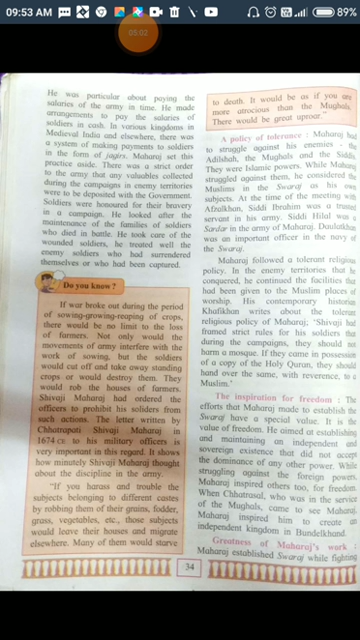 09:53 AM
89%
05:02
He was particular about paying the
salaries of the army in time. He made
arrangements to pay the salaries of
soldiers in cash. In various kingdoms in
Medieval India and elsewhere, there was
a system of making payments to soldiers
in the form of jagirs. Maharaj set this
practice aside. There was a strict order
to the army that any valuables collected
during the campaigns in enemy territories
were to be deposited with the Government.
Soldiers were honoured for their bravery
in a campaign. He looked after the
maintenance of the families of soldiers
who died in battle. He took care of the
wounded soldiers, he treated well the
enemy soldiers who had surrendered
themselves or who had been captured.
Do you know?
If war broke out during the period
of sowing-growing-reaping of crops,
there would be no limit to the loss
of farmers. Not only would the
movements of army interfere with the
work of sowing, but the soldiers
would cut off and take away standing
crops or would destroy them. They
would rob the houses of farmers.
Shivaji Maharaj had ordered the
officers to prohibit his soliders from
such actions. The letter written by
Chhatrapati Shivaji Maharaj in
1674 CE to his military officers is
very important in this regard. It shows
how minutely Shivaji Maharaj thought
about the discipline in the army.
"If you harass and trouble the
subjects belonging to different castes
by robbing them of their grains, fodder,
grass, vegetables, etc., those subjects
would leave their houses and migrate
elsewhere. Many of them would starve
to death. It would be as if you are
more atrocious than the Mughals.
There would be great uproar."
A policy of tolerance : Maharaj had
to struggle against his enemies - the
Adilshah, the Mughals and the Siddis.
They were Islamic powers. While Maharaj
struggled against them, he considered the
Muslims in the Swaraj as his own
subjects. At the time of the meeting with
Afzalkhan, Siddi Ibrahim was a trusted
servant in his army. Siddi Hilal was a
Sardar in the army of Maharaj. Daulatkhan
was an important officer in the navy of
the Swaraj.
Maharaj followed a tolerant religious
policy. In the enemy territories that he
conquered, he continued the facilities that
had been given to the Muslim places of
worship. His contemporary historian
Khafikhan writes about the tolerant
religious policy of Maharaj, 'Shivaji had
framed strict rules for his soldiers that
during the campaigns, they should not
harm a mosque. If they came in possession
of a copy of the Holy Quran, they should
hand over the same, with reverence, to a
Muslim.'
The inspiration for freedom : The
efforts that Maharaj made to establish the
Swaraj have a special value. It is the
value of freedom. He aimed at establishing
and maintaining an independent and
sovereign existence that did not accept
the dominance of any other power. While
struggling against the foreign powers,
Maharaj inspired others too, for freedom.
When Chhatrasal, who was in the service
of the Mughals, came to see Maharaj,
Maharaj inspired him to create an
independent kingdom in Bundelkhand.
Greatness of Maharaj's work :
Maharaj established Swaraj while fighting
34